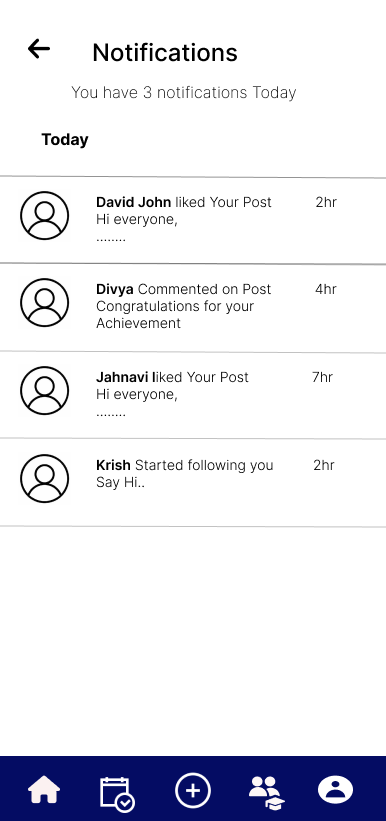 Notifications
You have 3 notifications Today
Today
David John liked Your Post 2hr
Hi everyone,
........
Divya Commented on Post 4hr
Congratulations for your
Achievement
Jahnavi liked Your Post 7hr
Hi everyone,
........
Krish Started following you 2hr
Say Hi..